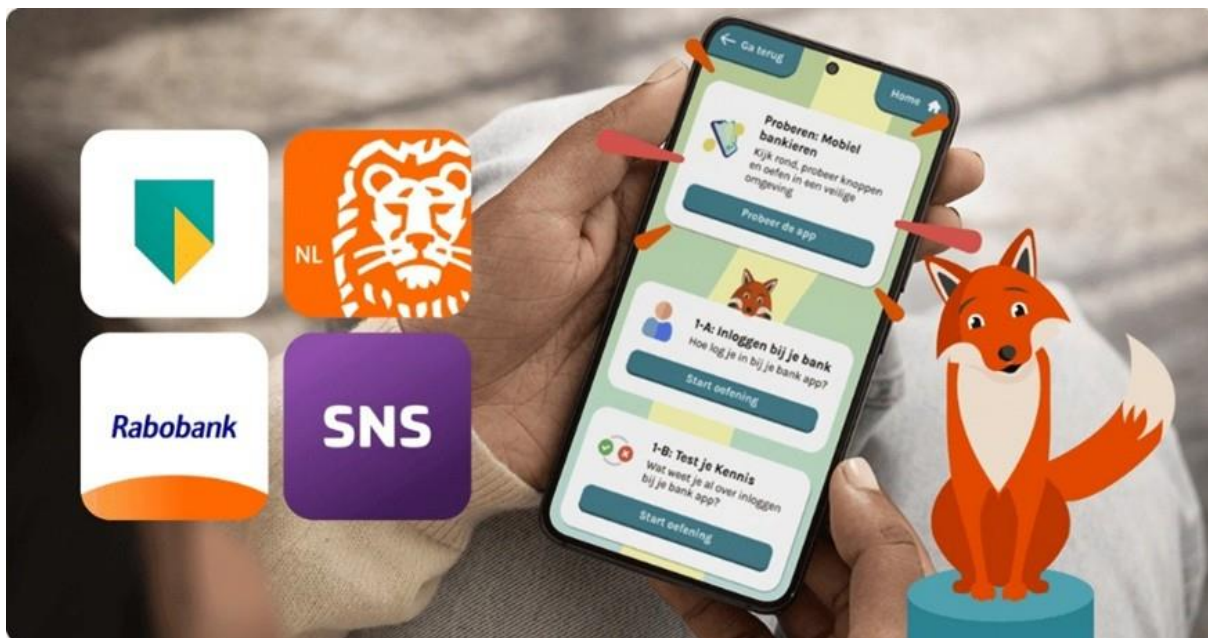 NL
Rabobank
SNS
Ga terug
Home
Proberen: Mobiel
bankieren
Kijk rond, probeer knoppen
en oefen in een veilige
omgeving
Probeer de app
1-A: Inloggen bij je bank
Hoe log je in bij je bank app?
Start oefening
1-B: Test je Kennis
Wat weet je al over inloggen
bij je bank app?
Start oefening